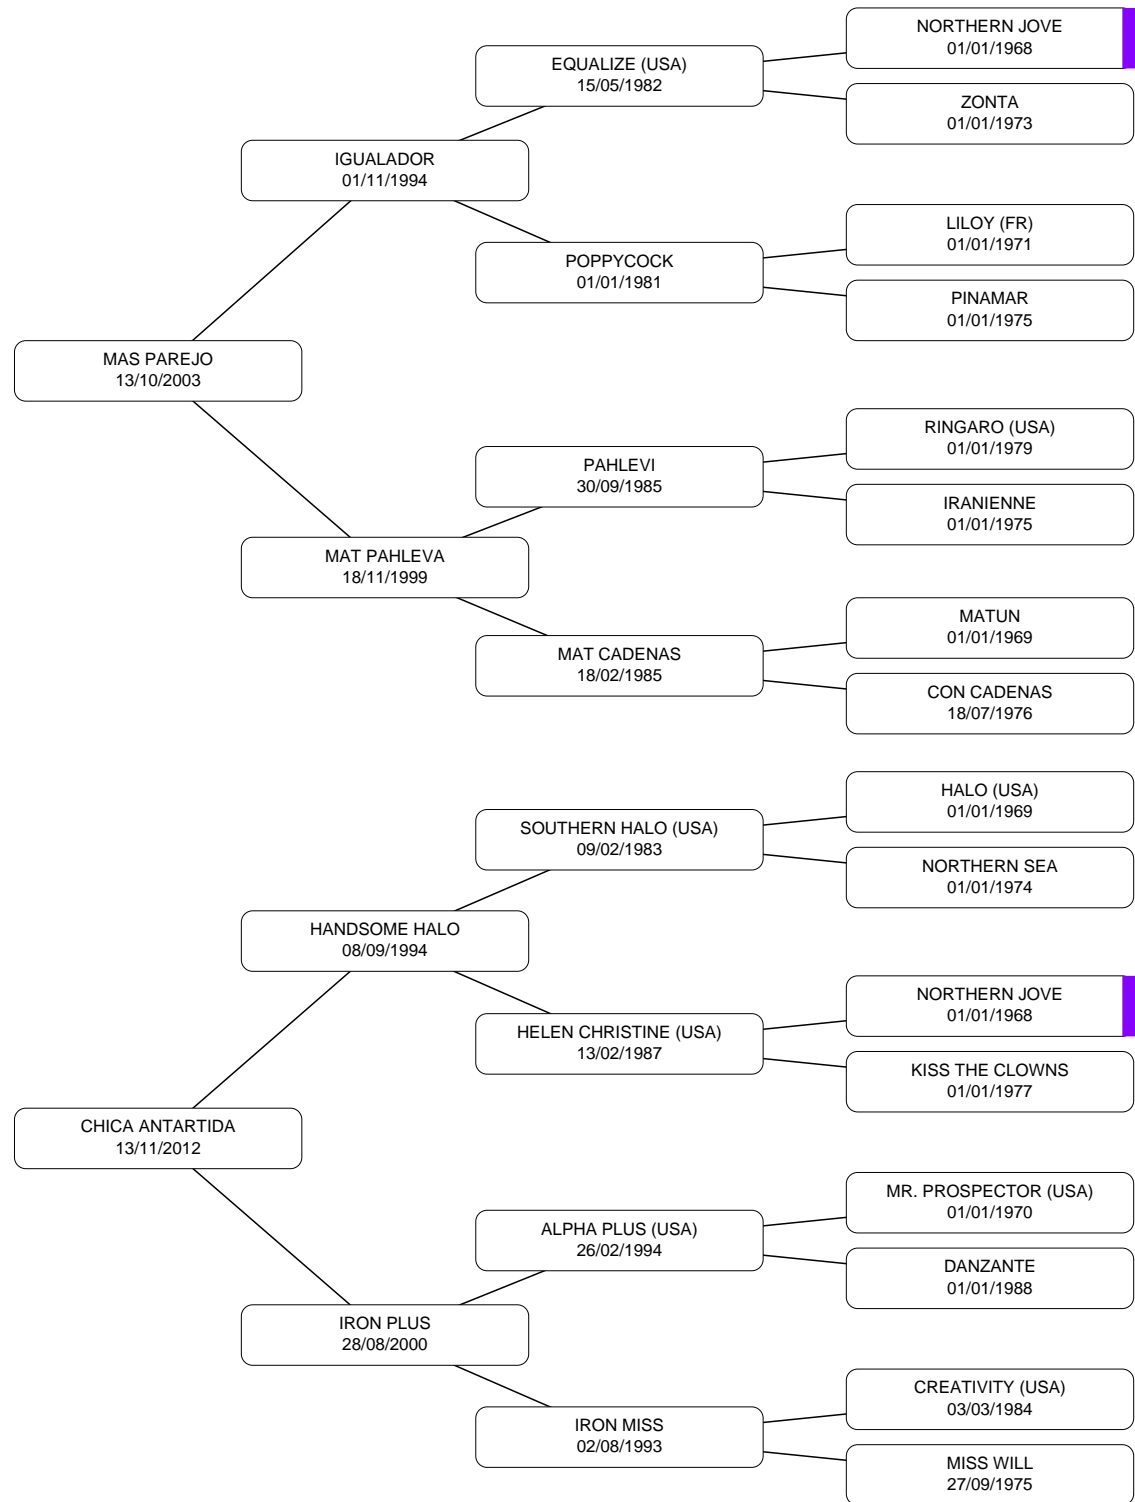 NORTHERN JOVE
01/01/1968
EQUALIZE (USA)
15/05/1982
ZONTA
01/01/1973
IGUALADOR
01/11/1994
LILOY (FR)
01/01/1971
POPPYCOCK
01/01/1981
PINAMAR
01/01/1975
MAS PAREJO
13/10/2003
RINGARO (USA)
01/01/1979
PAHLEVI
30/09/1985
IRANIENNE
01/01/1975
MAT PAHLEVA
18/11/1999
MATUN
01/01/1969
MAT CADENAS
18/02/1985
CON CADENAS
18/07/1976
HALO (USA)
01/01/1969
SOUTHERN HALO (USA)
09/02/1983
NORTHERN SEA
01/01/1974
HANDSOME HALO
08/09/1994
NORTHERN JOVE
01/01/1968
HELEN CHRISTINE (USA)
13/02/1987
KISS THE CLOWNS
01/01/1977
CHICA ANTARTIDA
13/11/2012
MR. PROSPECTOR (USA)
01/01/1970
ALPHA PLUS (USA)
26/02/1994
DANZANTE
01/01/1988
IRON PLUS
28/08/2000
CREATIVITY (USA)
03/03/1984
IRON MISS
02/08/1993
MISS WILL
27/09/1975